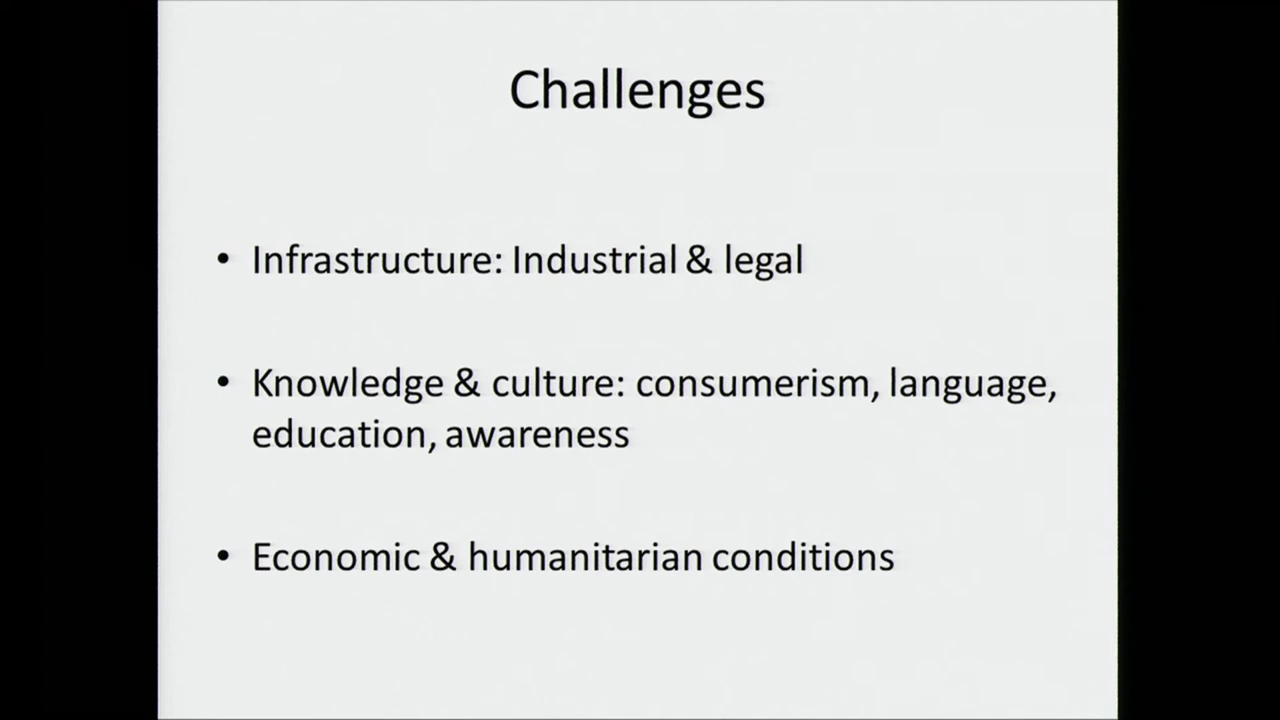 Challenges
• Infrastructure: Industrial & legal
• Knowledge & culture: consumerism, language,
education, awareness
• Economic & humanitarian conditions